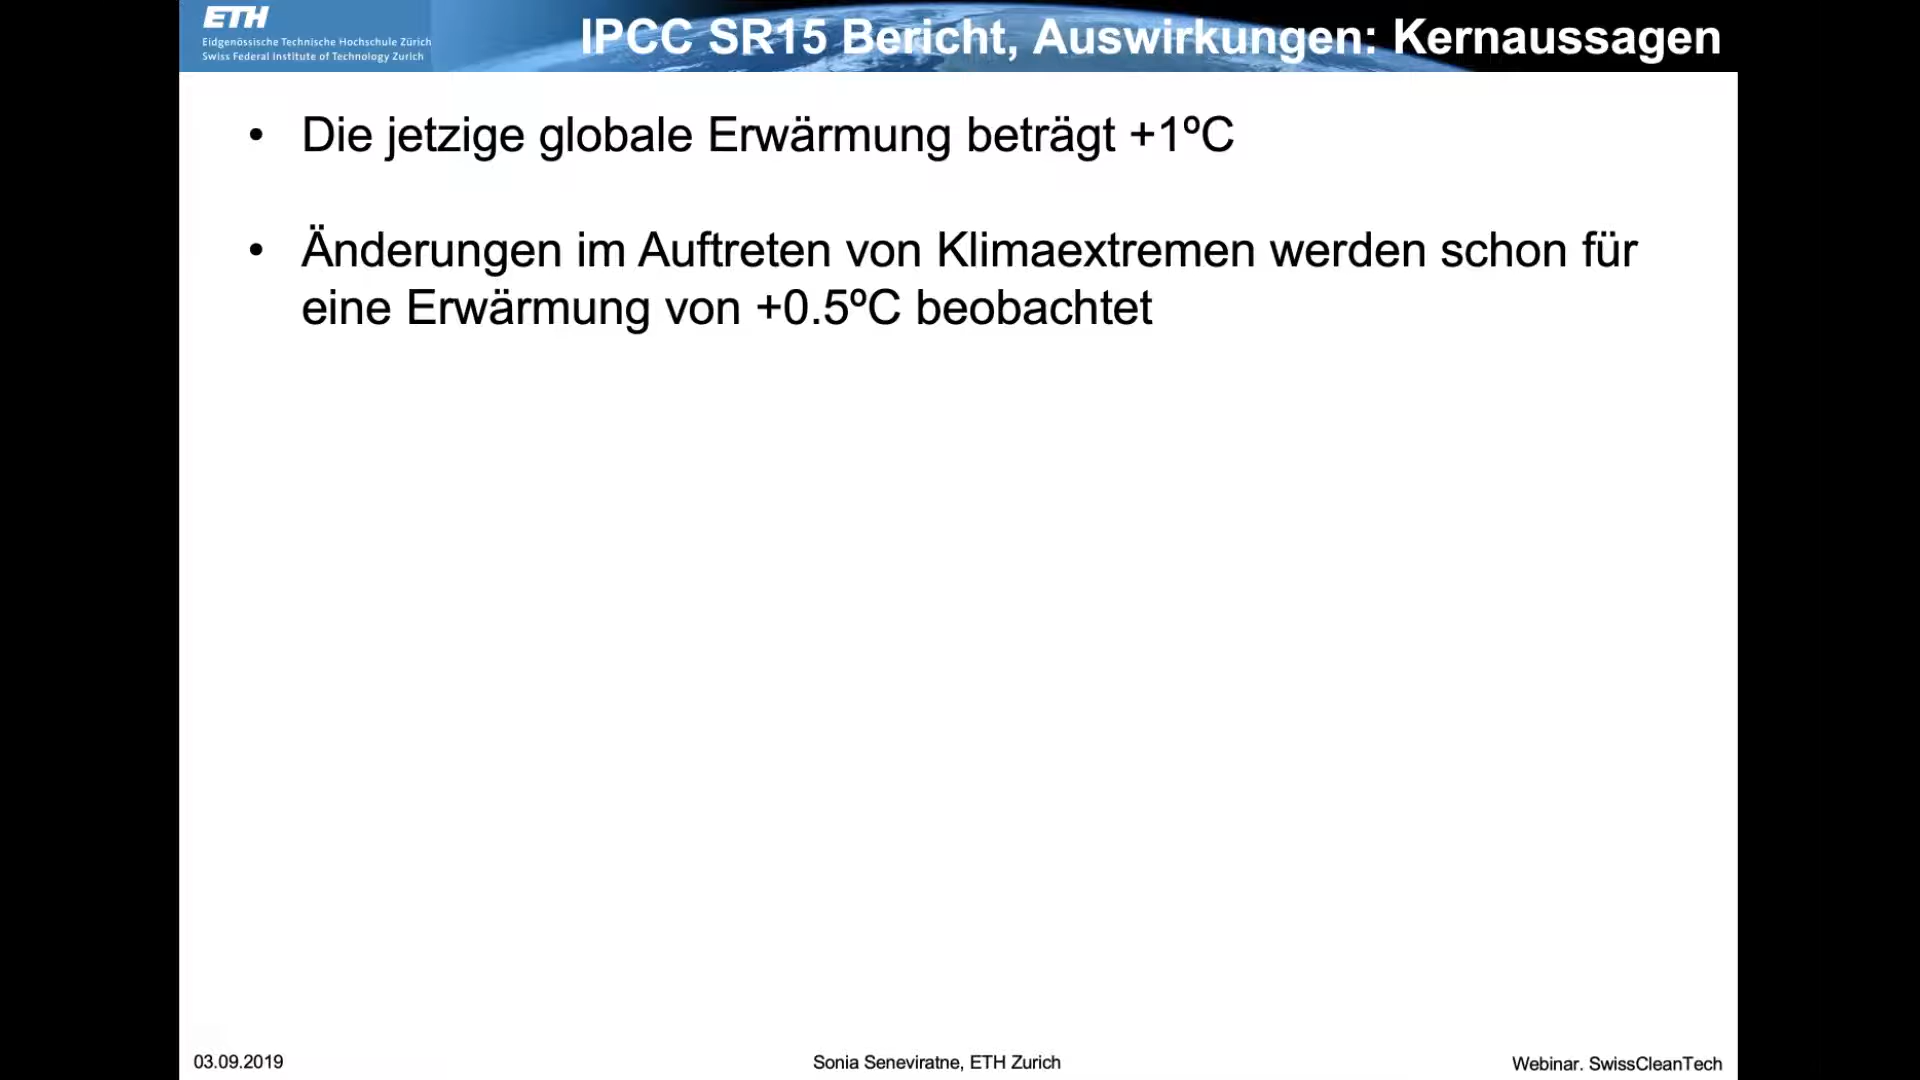 ETH
Eidgenössische Technische Hochschule Zürich
Swiss Federal Institute of Technology Zurich
IPCC SR15 Bericht, Auswirkungen: Kernaussagen
• Die jetzige globale Erwärmung beträgt +1ºC
• Änderungen im Auftreten von Klimaextremen werden schon für
eine Erwärmung von +0.5ºC beobachtet
03.09.2019
Sonia Seneviratne, ETH Zurich
Webinar. SwissCleanTech